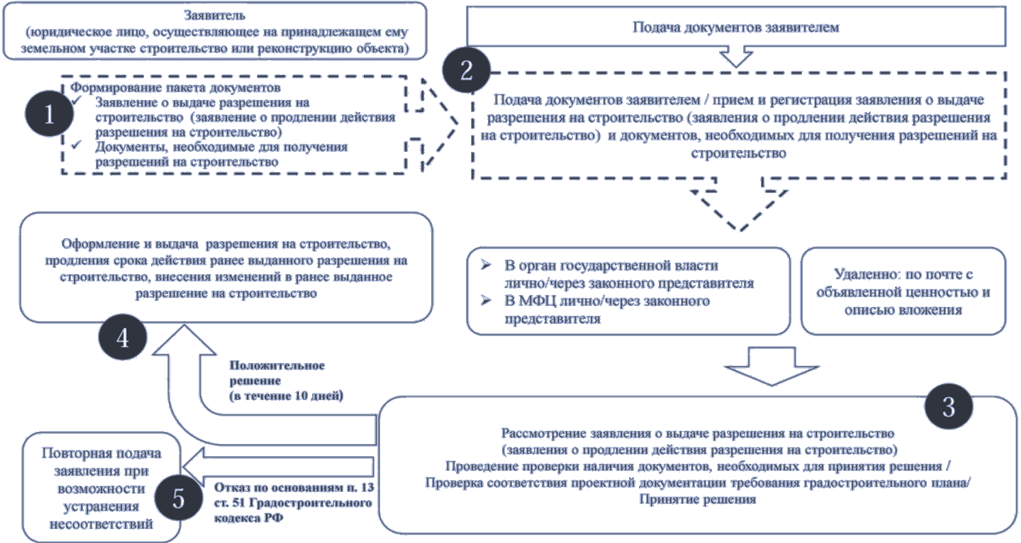 Заявитель
(юридическое лицо, осуществляющее на принадлежащем ему
земельном участке строительство или реконструкцию объекта)
1
Формирование пакета документов
✓ Заявление о выдаче разрешения на
строительство (заявление о продлении действия
разрешения на строительство)
✓ Документы, необходимые для получения
разрешений на строительство
Подача документов заявителем
2
Подача документов заявителем / прием и регистрация заявления о выдаче
разрешения на строительство (заявления о продлении действия разрешения
на строительство) и документов, необходимых для получения разрешений на
строительство
➢ В орган государственной власти
лично/через законного представителя
➢ В МФЦ лично/через законного
представителя
Удаленно: по почте с
объявленной ценностью и
описью вложения
3
Рассмотрение заявления о выдаче разрешения на строительство
(заявления о продлении действия разрешения на строительство)
Проведение проверки наличия документов, необходимых для принятия решения /
Проверка соответствия проектной документации требования градостроительного плана/
Принятие решения
Оформление и выдача разрешения на строительство,
продления срока действия ранее выданного разрешения на
строительство, внесения изменений в ранее выданное
разрешение на строительство
4
Положительное
решение
(в течение 10 дней)
Повторная подача
заявления при
возможности
устранения
несоответствий
5
Отказ по основаниям п. 13
ст. 51 Градостроительного
кодекса РФ